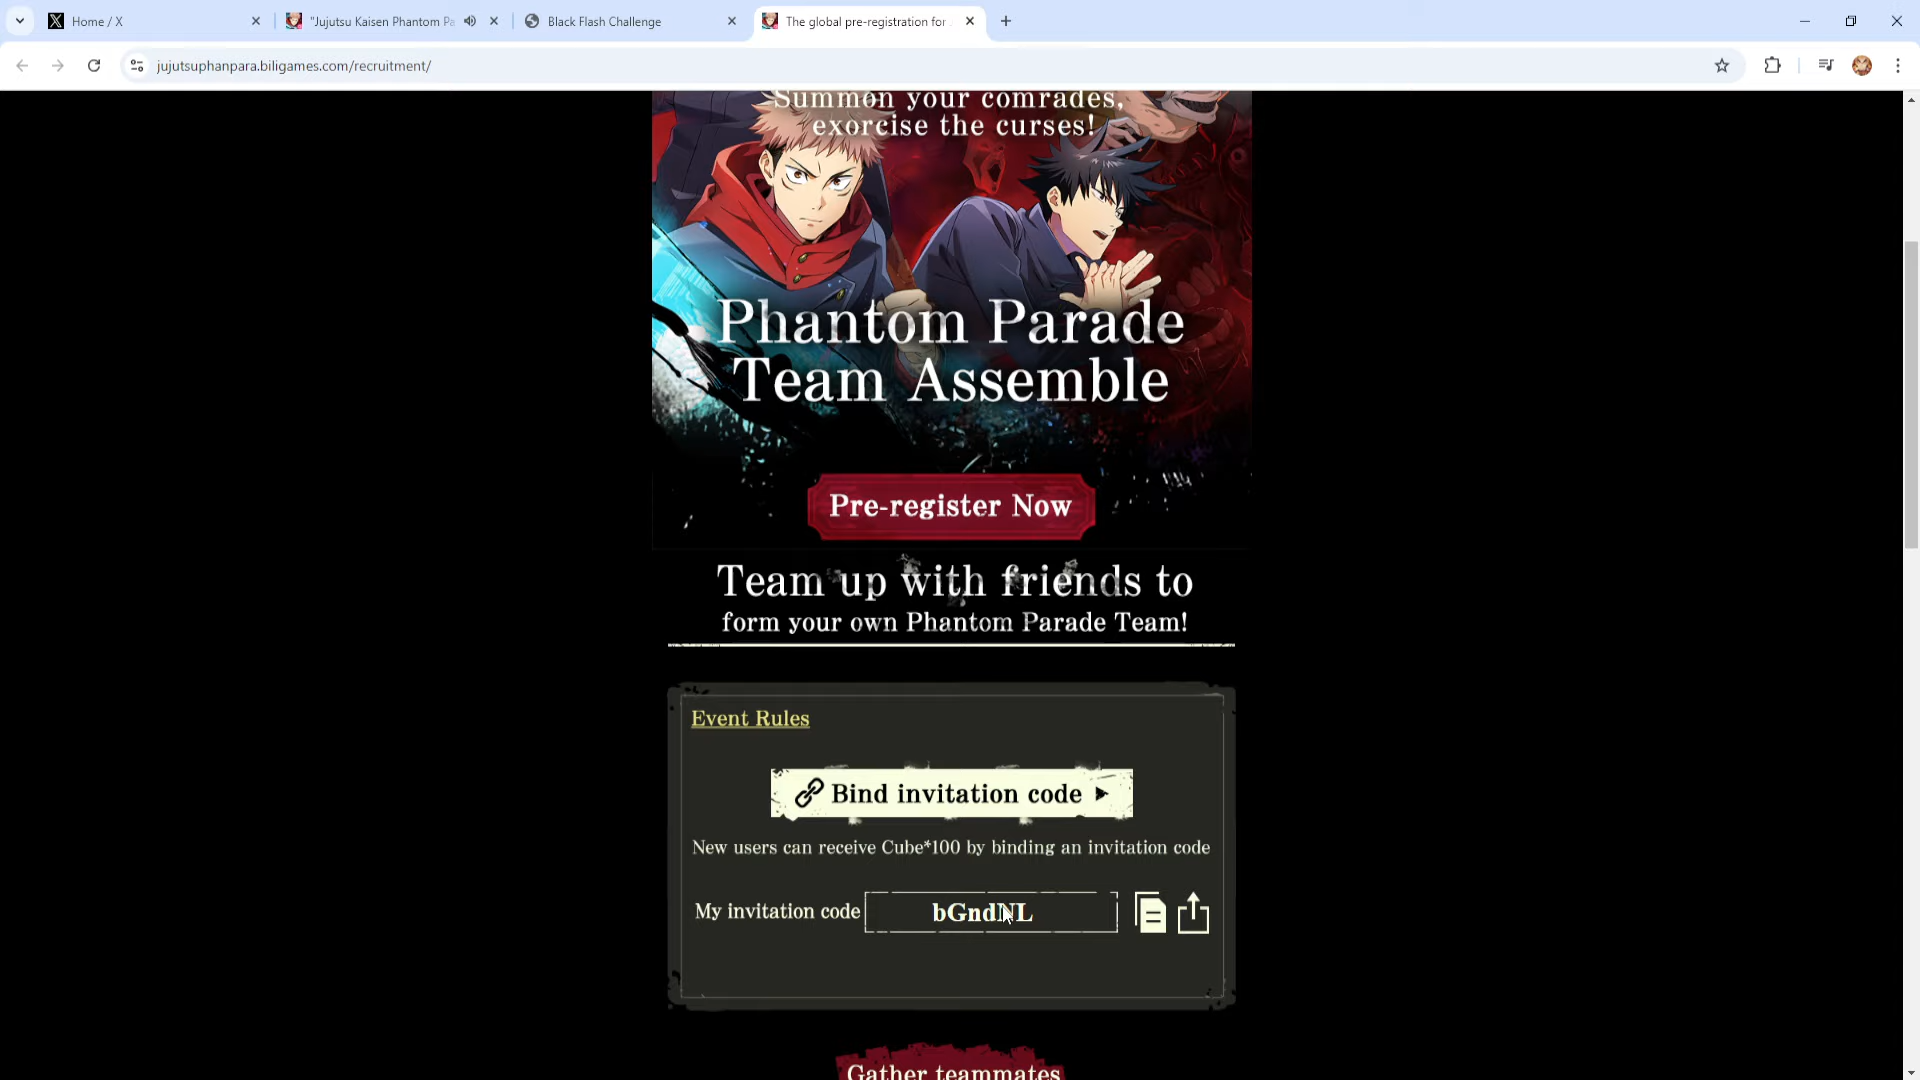 Home / X
"Jujutsu Kaisen Phantom Pa
Black Flash Challenge
The global pre-registration for
jujutsuphanpara.biligames.com/recruitment/
Summon your comrades,
exorcise the curses!
Phantom Parade
Team Assemble
Pre-register Now
Team up with friends to
form your own Phantom Parade Team!
Event Rules
Bind invitation code
New users can receive Cube*100 by binding an invitation code
My invitation code bGndNL
Gather teammates